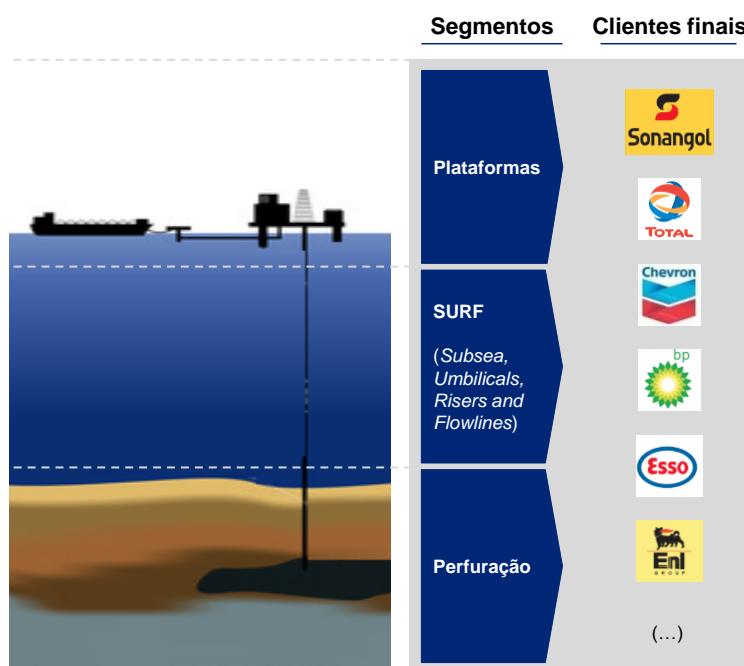 Segmentos
Clientes finais
Plataformas
SURF
(Subsea,
Umbilicals,
Risers and
Flowlines)
Perfuração
Sonangol
TOTAL
Chevron
bp
Esso
EnI
GROUP
(...)